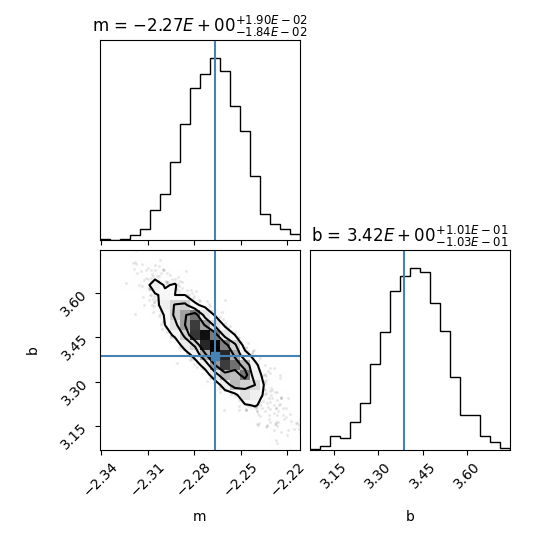 m = −2.27E + 00^{+1.90E − 02}_{−1.84E − 02}
b = 3.42E + 00^{+1.01E − 01}_{−1.03E − 01}
b
3.60
3.45
3.30
3.15
−2.34 −2.31 −2.28 −2.25 −2.22
3.15 3.30 3.45 3.60
m b